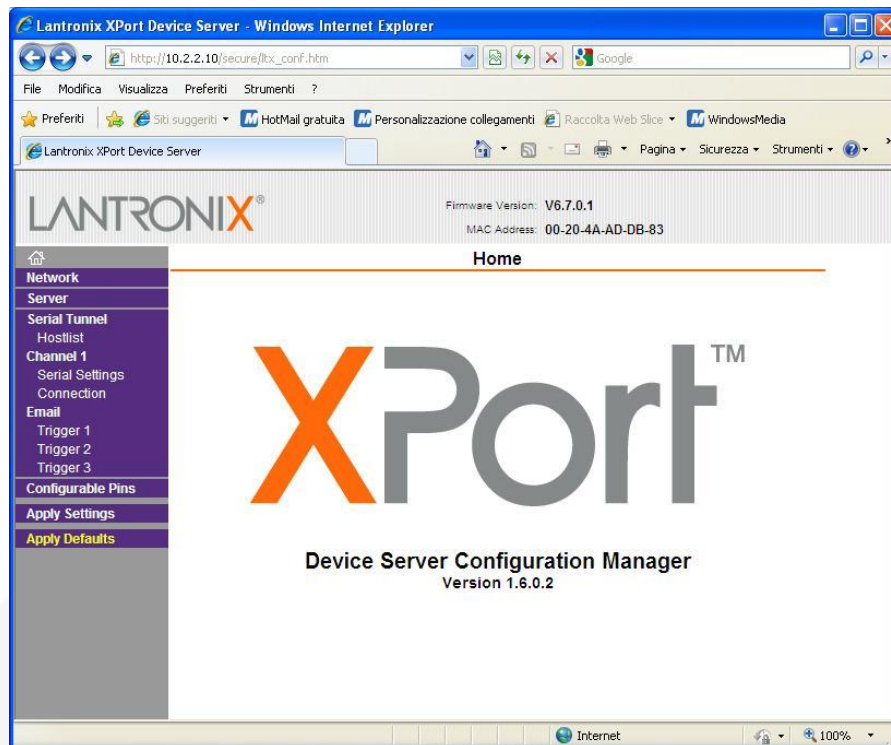 Lantronix XPort Device Server - Windows Internet Explorer
http://10.2.2.10/secure/ltx_conf.htm
Google
File Modifica Visualizza Preferiti Strumenti ?
Preferiti Siti suggeriti HotMail gratuita Personalizzazione collegamenti Raccolta Web Slice WindowsMedia
Lantronix XPort Device Server
Pagina Sicurezza Strumenti
LANTRONIX®
Firmware Version: V6.7.0.1
MAC Address: 00-20-4A-AD-DB-83
Network
Server
Serial Tunnel
Hostlist
Channel 1
Serial Settings
Connection
Email
Trigger 1
Trigger 2
Trigger 3
Configurable Pins
Apply Settings
Apply Defaults
Home
XPort™
Device Server Configuration Manager
Version 1.6.0.2
Internet
100%